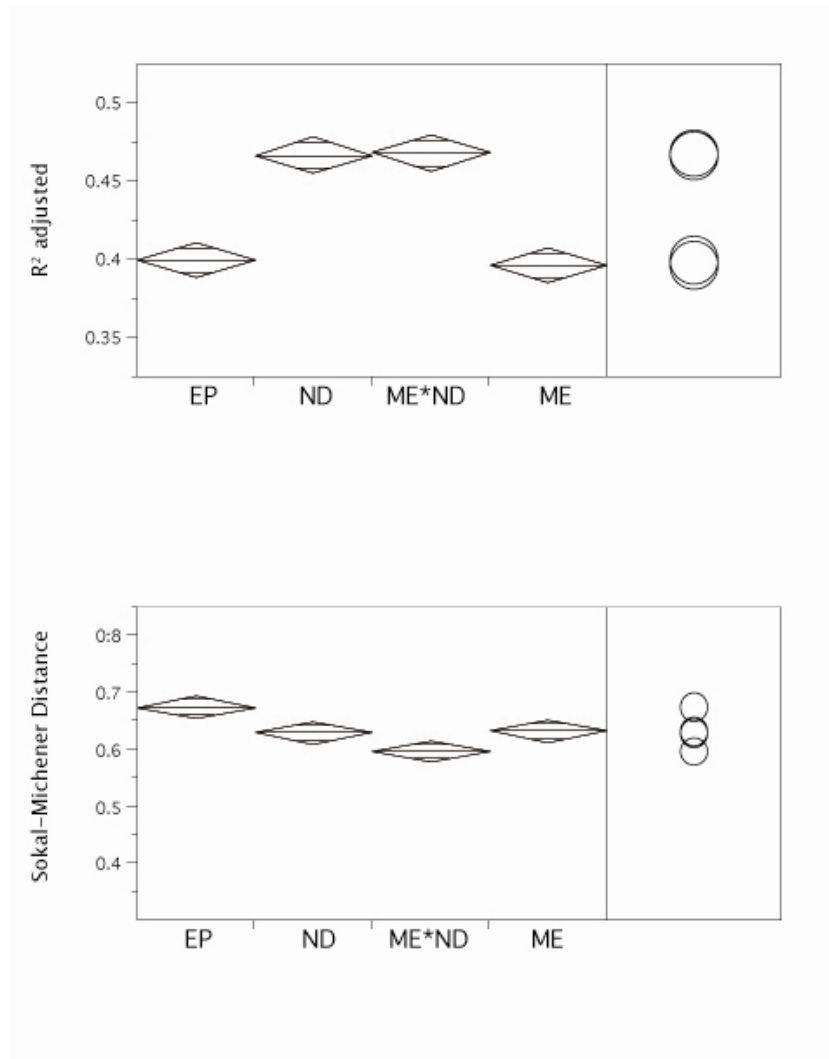 R² adjusted
0.5
0.45
0.4
0.35
EP ND ME*ND ME
Sokal-Michener Distance
0:8
0.7
0.6
0.5
0.4
EP ND ME*ND ME